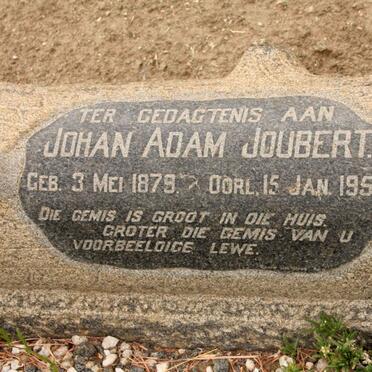 TER GEDAGTENIS AAN
JOHAN ADAM JOUBERT.
GEB. 3 MEI 1879. OORL. 15 JAN. 195
DIE GEMIS IS GROOT IN DIE HUIS
GROTER DIE GEMIS VAN U
VOORBEELDIGE LEWE.